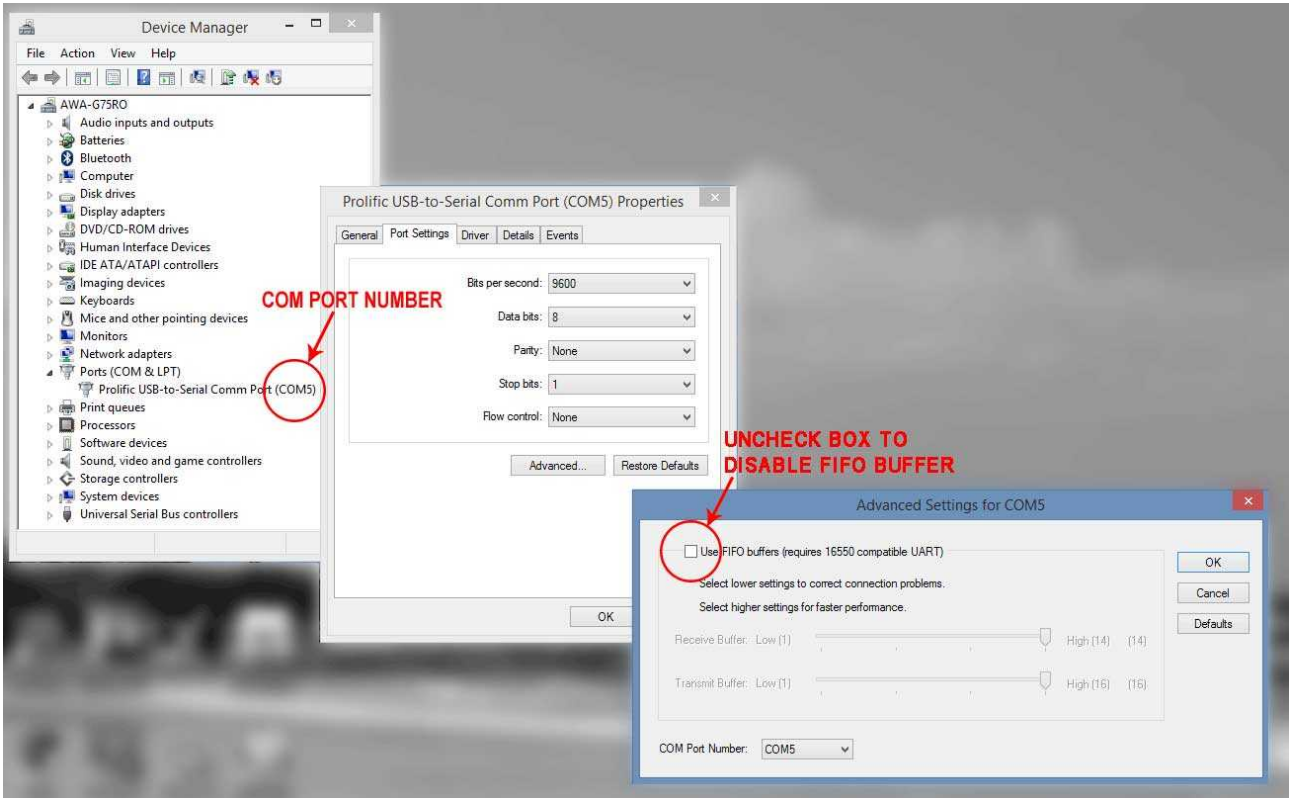 Device Manager
File Action View Help
AWA-G75RO
Audio inputs and outputs
Batteries
Bluetooth
Computer
Disk drives
Display adapters
DVD/CD-ROM drives
Human Interface Devices
IDE ATA/ATAPI controllers
Imaging devices
Keyboards
Mice and other pointing devices
Monitors
Network adapters
Ports (COM & LPT)
Prolific USB-to-Serial Comm Port (COM5)
Print queues
Processors
Software devices
Sound, video and game controllers
Storage controllers
System devices
Universal Serial Bus controllers
COM PORT NUMBER
Prolific USB-to-Serial Comm Port (COM5) Properties
General Port Settings Driver Details Events
Bits per second: 9600
Data bits: 8
Parity: None
Stop bits: 1
Flow control: None
Advanced... Restore Defaults
OK
UNCHECK BOX TO
DISABLE FIFO BUFFER
Advanced Settings for COM5
Use FIFO buffers (requires 16550 compatible UART)
Select lower settings to correct connection problems.
Select higher settings for faster performance.
Receive Buffer: Low (1) High (14) (14)
Transmit Buffer: Low (1) High (16) (16)
COM Port Number: COM5
OK
Cancel
Defaults